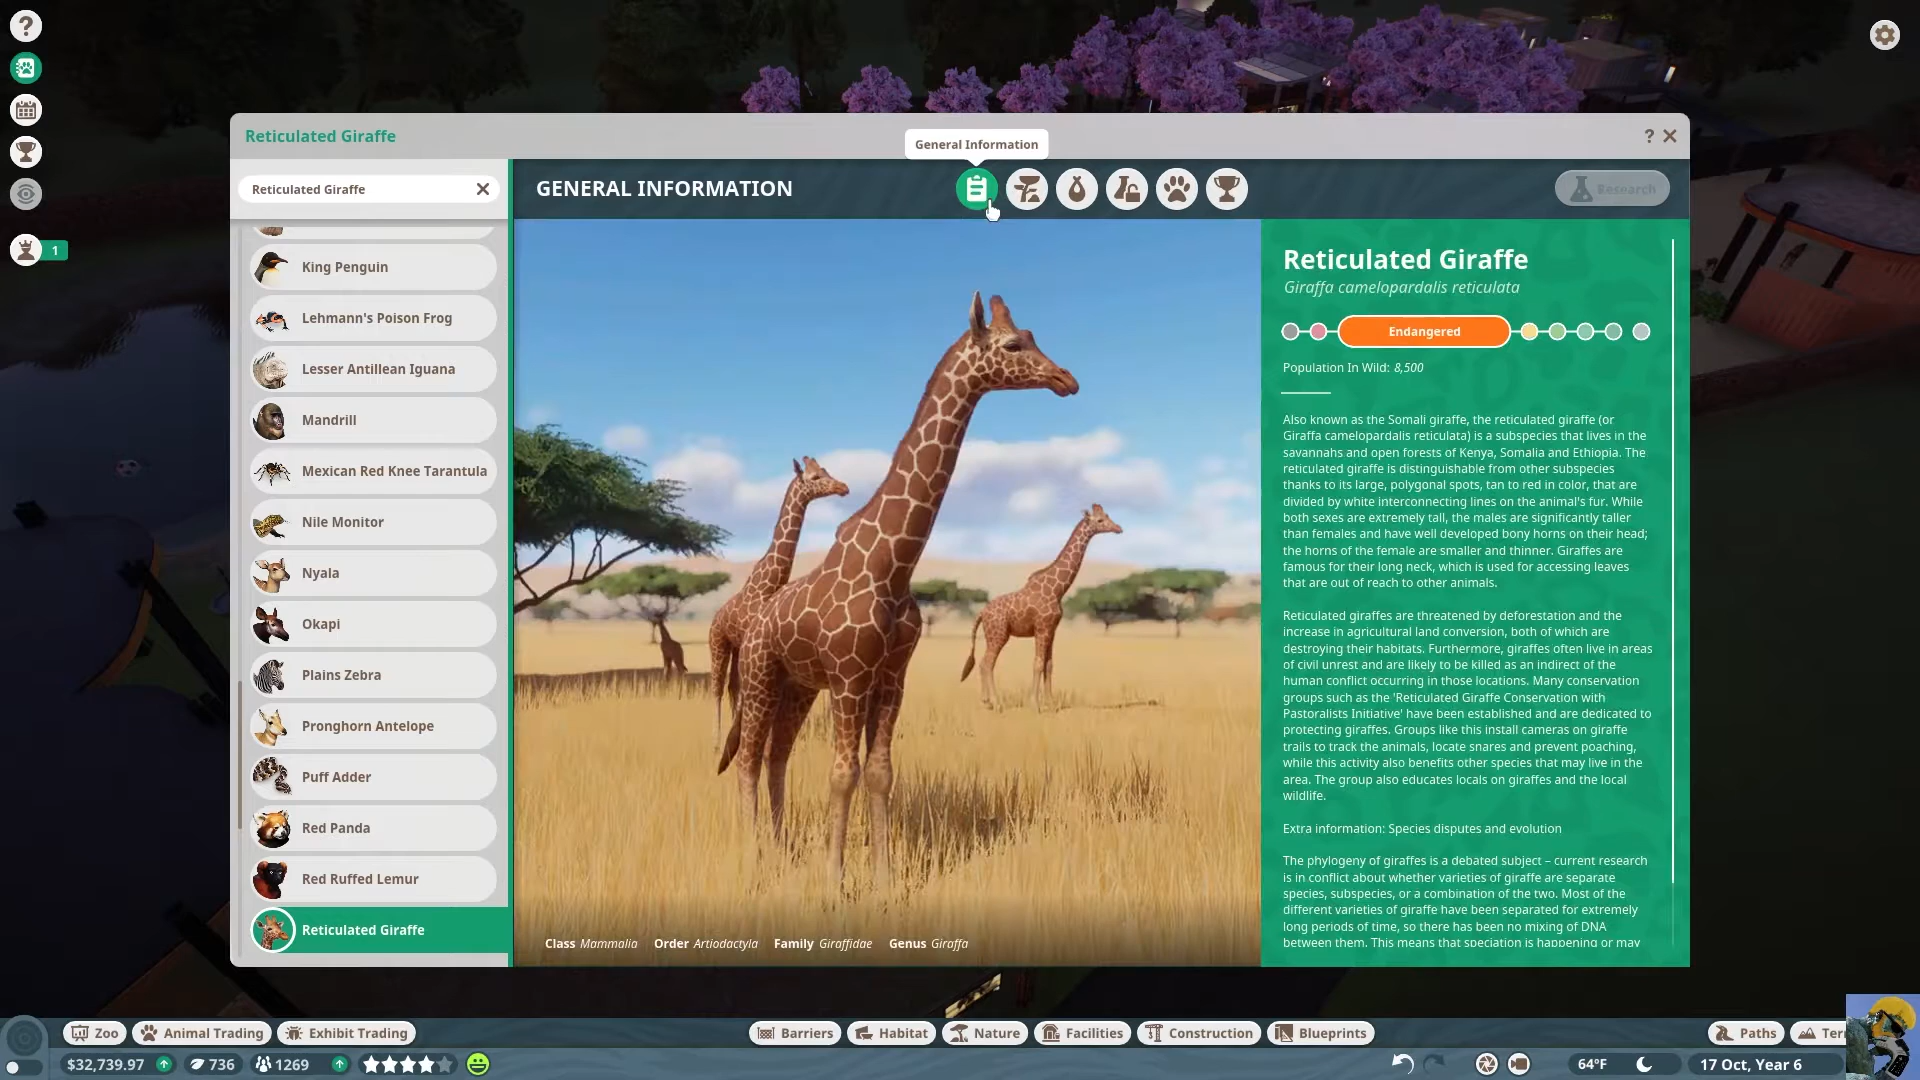 ?
Reticulated Giraffe
General Information
? ×
Reticulated Giraffe
GENERAL INFORMATION
Research
1
King Penguin
Lehmann's Poison Frog
Lesser Antillean Iguana
Mandrill
Mexican Red Knee Tarantula
Nile Monitor
Nyala
Okapi
Plains Zebra
Pronghorn Antelope
Puff Adder
Red Panda
Red Ruffed Lemur
Reticulated Giraffe
Class Mammalia Order Artiodactyla Family Giraffidae Genus Giraffa
Reticulated Giraffe
Giraffa camelopardalis reticulata
Endangered
Population In Wild: 8,500
Also known as the Somali giraffe, the reticulated giraffe (or
Giraffa camelopardalis reticulata) is a subspecies that lives in the
savannahs and open forests of Kenya, Somalia and Ethiopia. The
reticulated giraffe is distinguishable from other subspecies
thanks to its large, polygonal spots, tan to red in color, that are
divided by white interconnecting lines on the animal's fur. While
both sexes are extremely tall, the males are significantly taller
than females and have well developed bony horns on their head;
the horns of the female are smaller and thinner. Giraffes are
famous for their long neck, which is used for accessing leaves
that are out of reach to other animals.
Reticulated giraffes are threatened by deforestation and the
increase in agricultural land conversion, both of which are
destroying their habitats. Furthermore, giraffes often live in areas
of civil unrest and are likely to be killed as an indirect of the
human conflict occurring in those locations. Many conservation
groups such as the 'Reticulated Giraffe Conservation with
Pastoralists Initiative' have been established and are dedicated to
protecting giraffes. Groups like this install cameras on giraffe
trails to track the animals, locate snares and prevent poaching,
while this activity also benefits other species that may live in the
area. The group also educates locals on giraffes and the local
wildlife.
Extra information: Species disputes and evolution
The phylogeny of giraffes is a debated subject – current research
is in conflict about whether varieties of giraffe are separate
species, subspecies, or a combination of the two. Most of the
different varieties of giraffe have been separated for extremely
long periods of time, so there has been no mixing of DNA
between them. This means that speciation is happening or may
Zoo Animal Trading Exhibit Trading Barriers Habitat Nature Facilities Construction Blueprints Paths Terr
$32,739.97 736 1269 64°F 17 Oct, Year 6